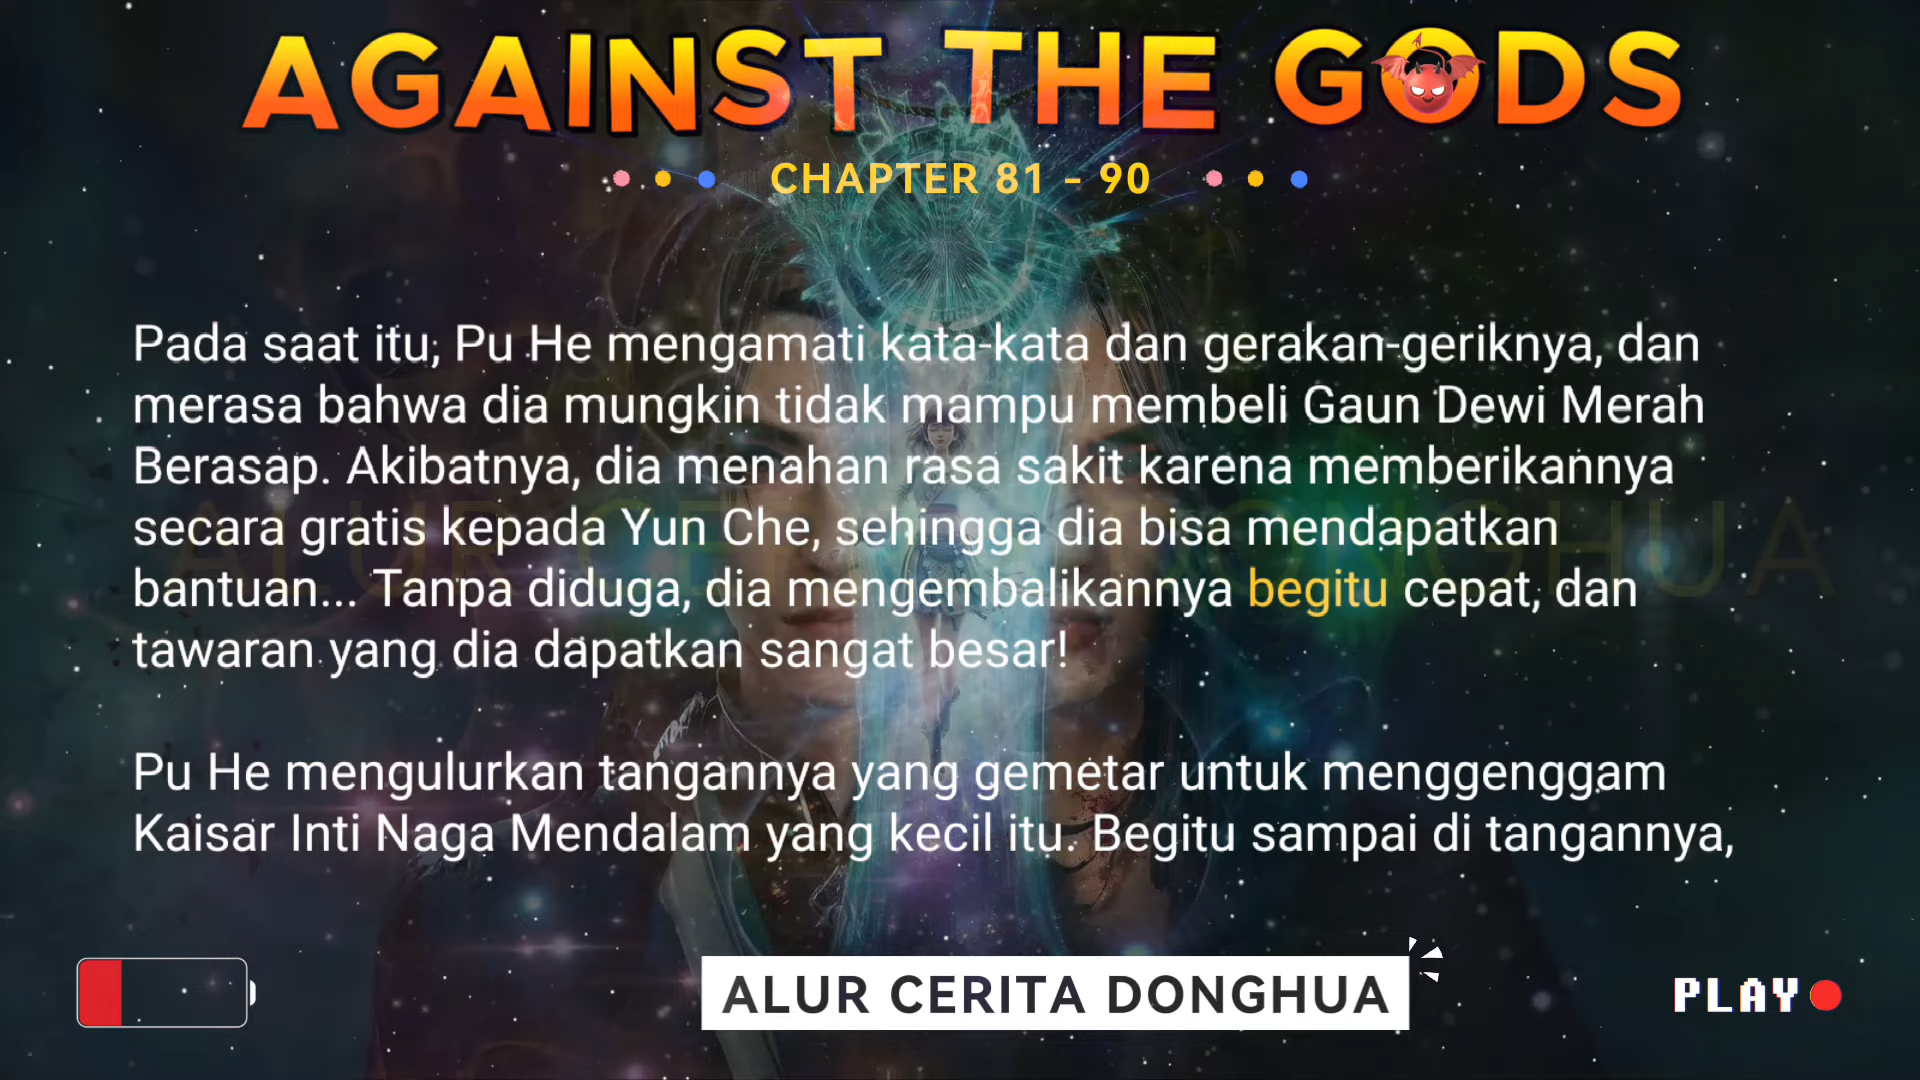 AGAINST THE GODS
CHAPTER 81 - 90
Pada saat itu, Pu He mengamati kata-kata dan gerakan-geriknya, dan
merasa bahwa dia mungkin tidak mampu membeli Gaun Dewi Merah
Berasap. Akibatnya, dia menahan rasa sakit karena memberikannya
secara gratis kepada Yun Che, sehingga dia bisa mendapatkan
bantuan... Tanpa diduga, dia mengembalikannya begitu cepat, dan
tawaran yang dia dapatkan sangat besar!
Pu He mengulurkan tangannya yang gemetar untuk menggenggam
Kaisar Inti Naga Mendalam yang kecil itu. Begitu sampai di tangannya,
ALUR CERITA DONGHUA
PLAY